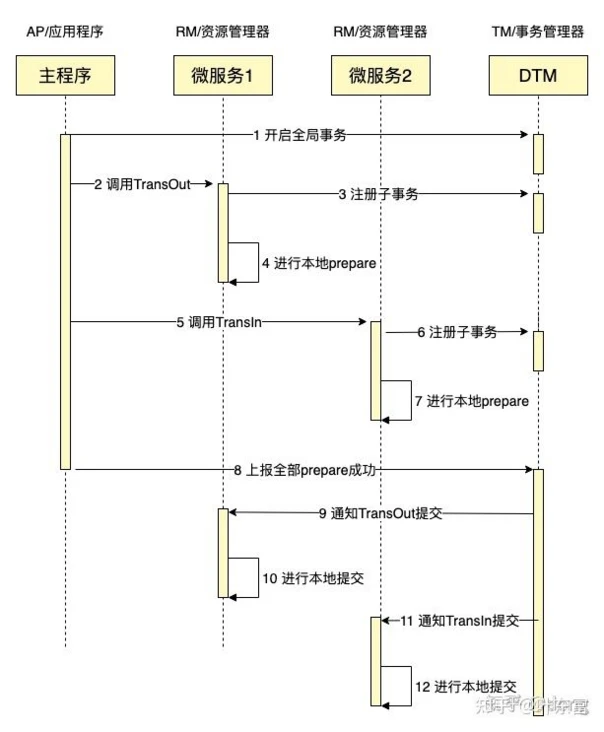 AP/应用程序
RM/资源管理器
RM/资源管理器
TM/事务管理器
主程序
微服务1
微服务2
DTM
1 开启全局事务
2 调用TransOut
3 注册子事务
4 进行本地prepare
5 调用TransIn
6 注册子事务
7 进行本地prepare
8 上报全部prepare成功
9 通知TransOut提交
10 进行本地提交
11 通知TransIn提交
12 进行本地提交
知乎